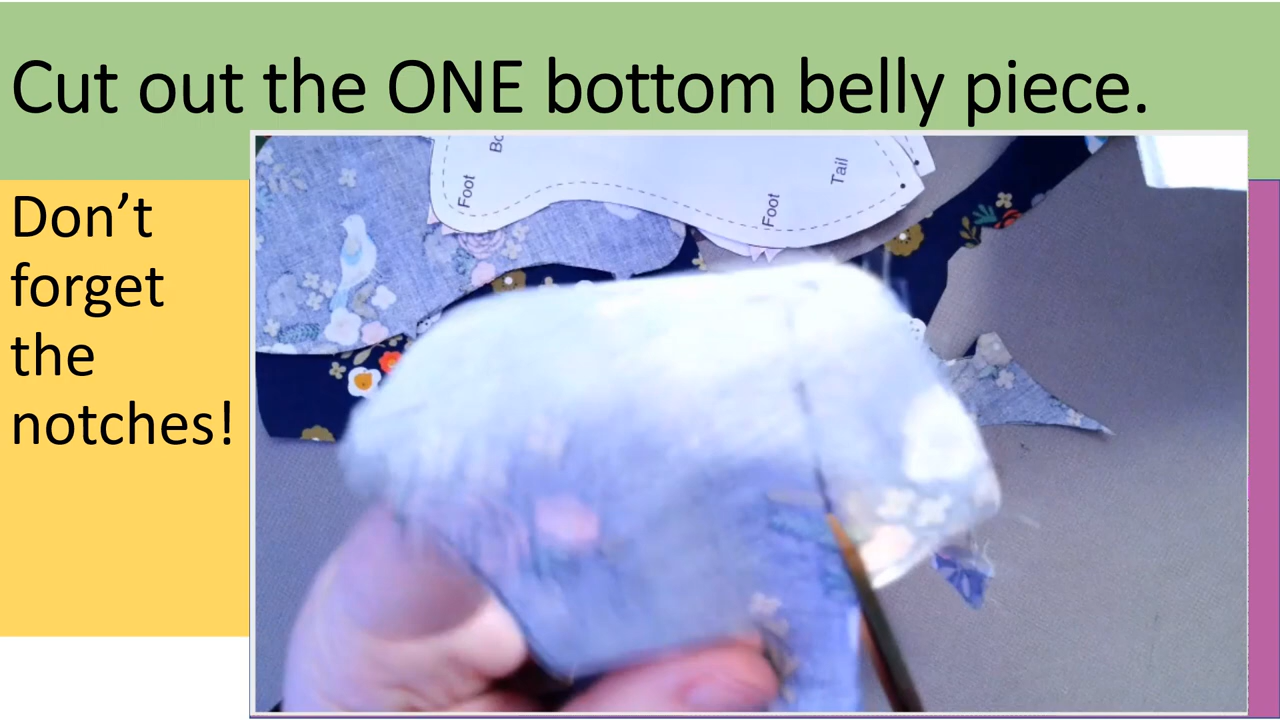 Cut out the ONE bottom belly piece.
Don’t
forget
the
notches!
Foot
Foot
Tail